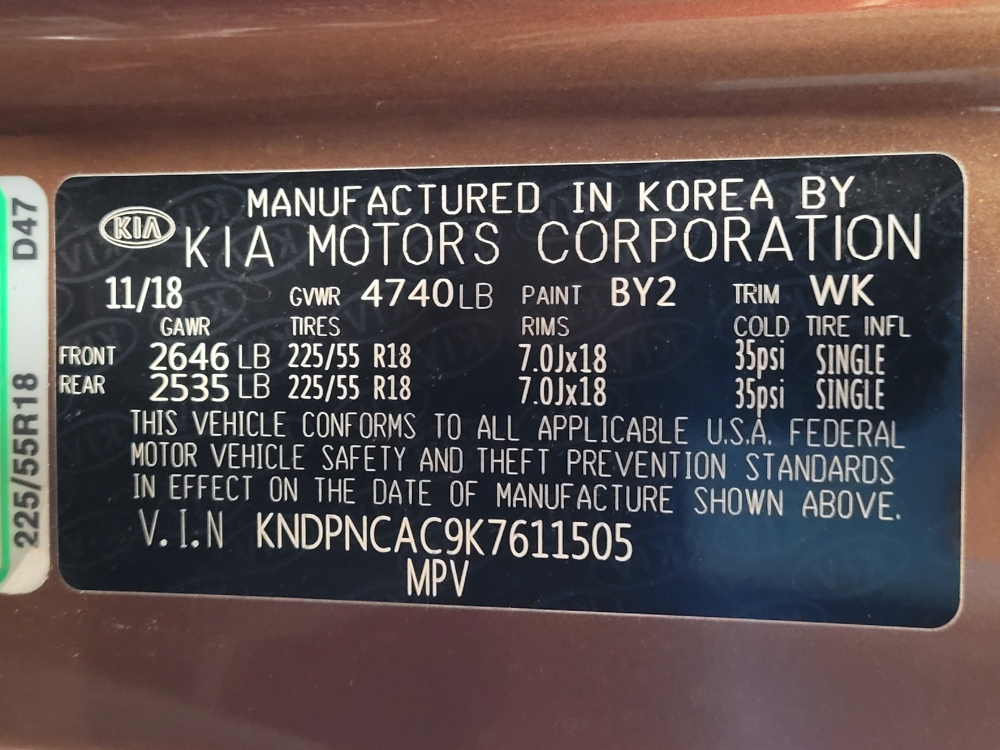 MANUFACTURED IN KOREA BY
KIA KIA MOTORS CORPORATION
11/18 GVWR 4740 LB PAINT BY2 TRIM WK
GAWR TIRES RIMS COLD TIRE INFL
FRONT 2646 LB 225/55 R18 7.0Jx18 35psi SINGLE
REAR 2535 LB 225/55 R18 7.0Jx18 35psi SINGLE
THIS VEHICLE CONFORMS TO ALL APPLICABLE U.S.A. FEDERAL
MOTOR VEHICLE SAFETY AND THEFT PREVENTION STANDARDS
IN EFFECT ON THE DATE OF MANUFACTURE SHOWN ABOVE.
V.I.N KNDPNCAC9K7611505
MPV
225/55R18 D47